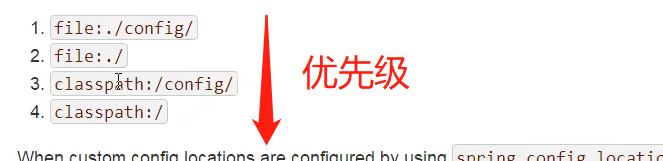 1. file:./config/
2. file:./
3. classpath:/config/
4. classpath:/
优先级
When custom config locations are configured by using spring.config.locatio